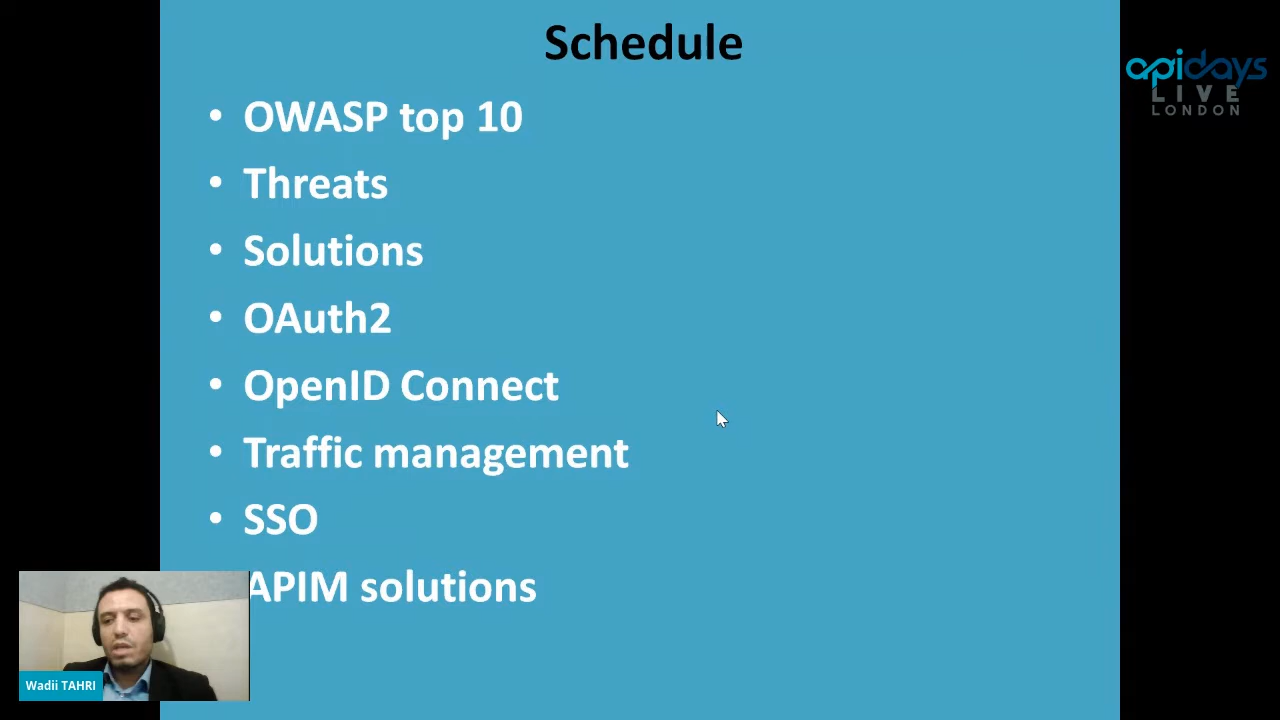 Schedule
• OWASP top 10
• Threats
• Solutions
• OAuth2
• OpenID Connect
• Traffic management
• SSO
APIM solutions
apidays
LIVE
LONDON
Wadii TAHRI